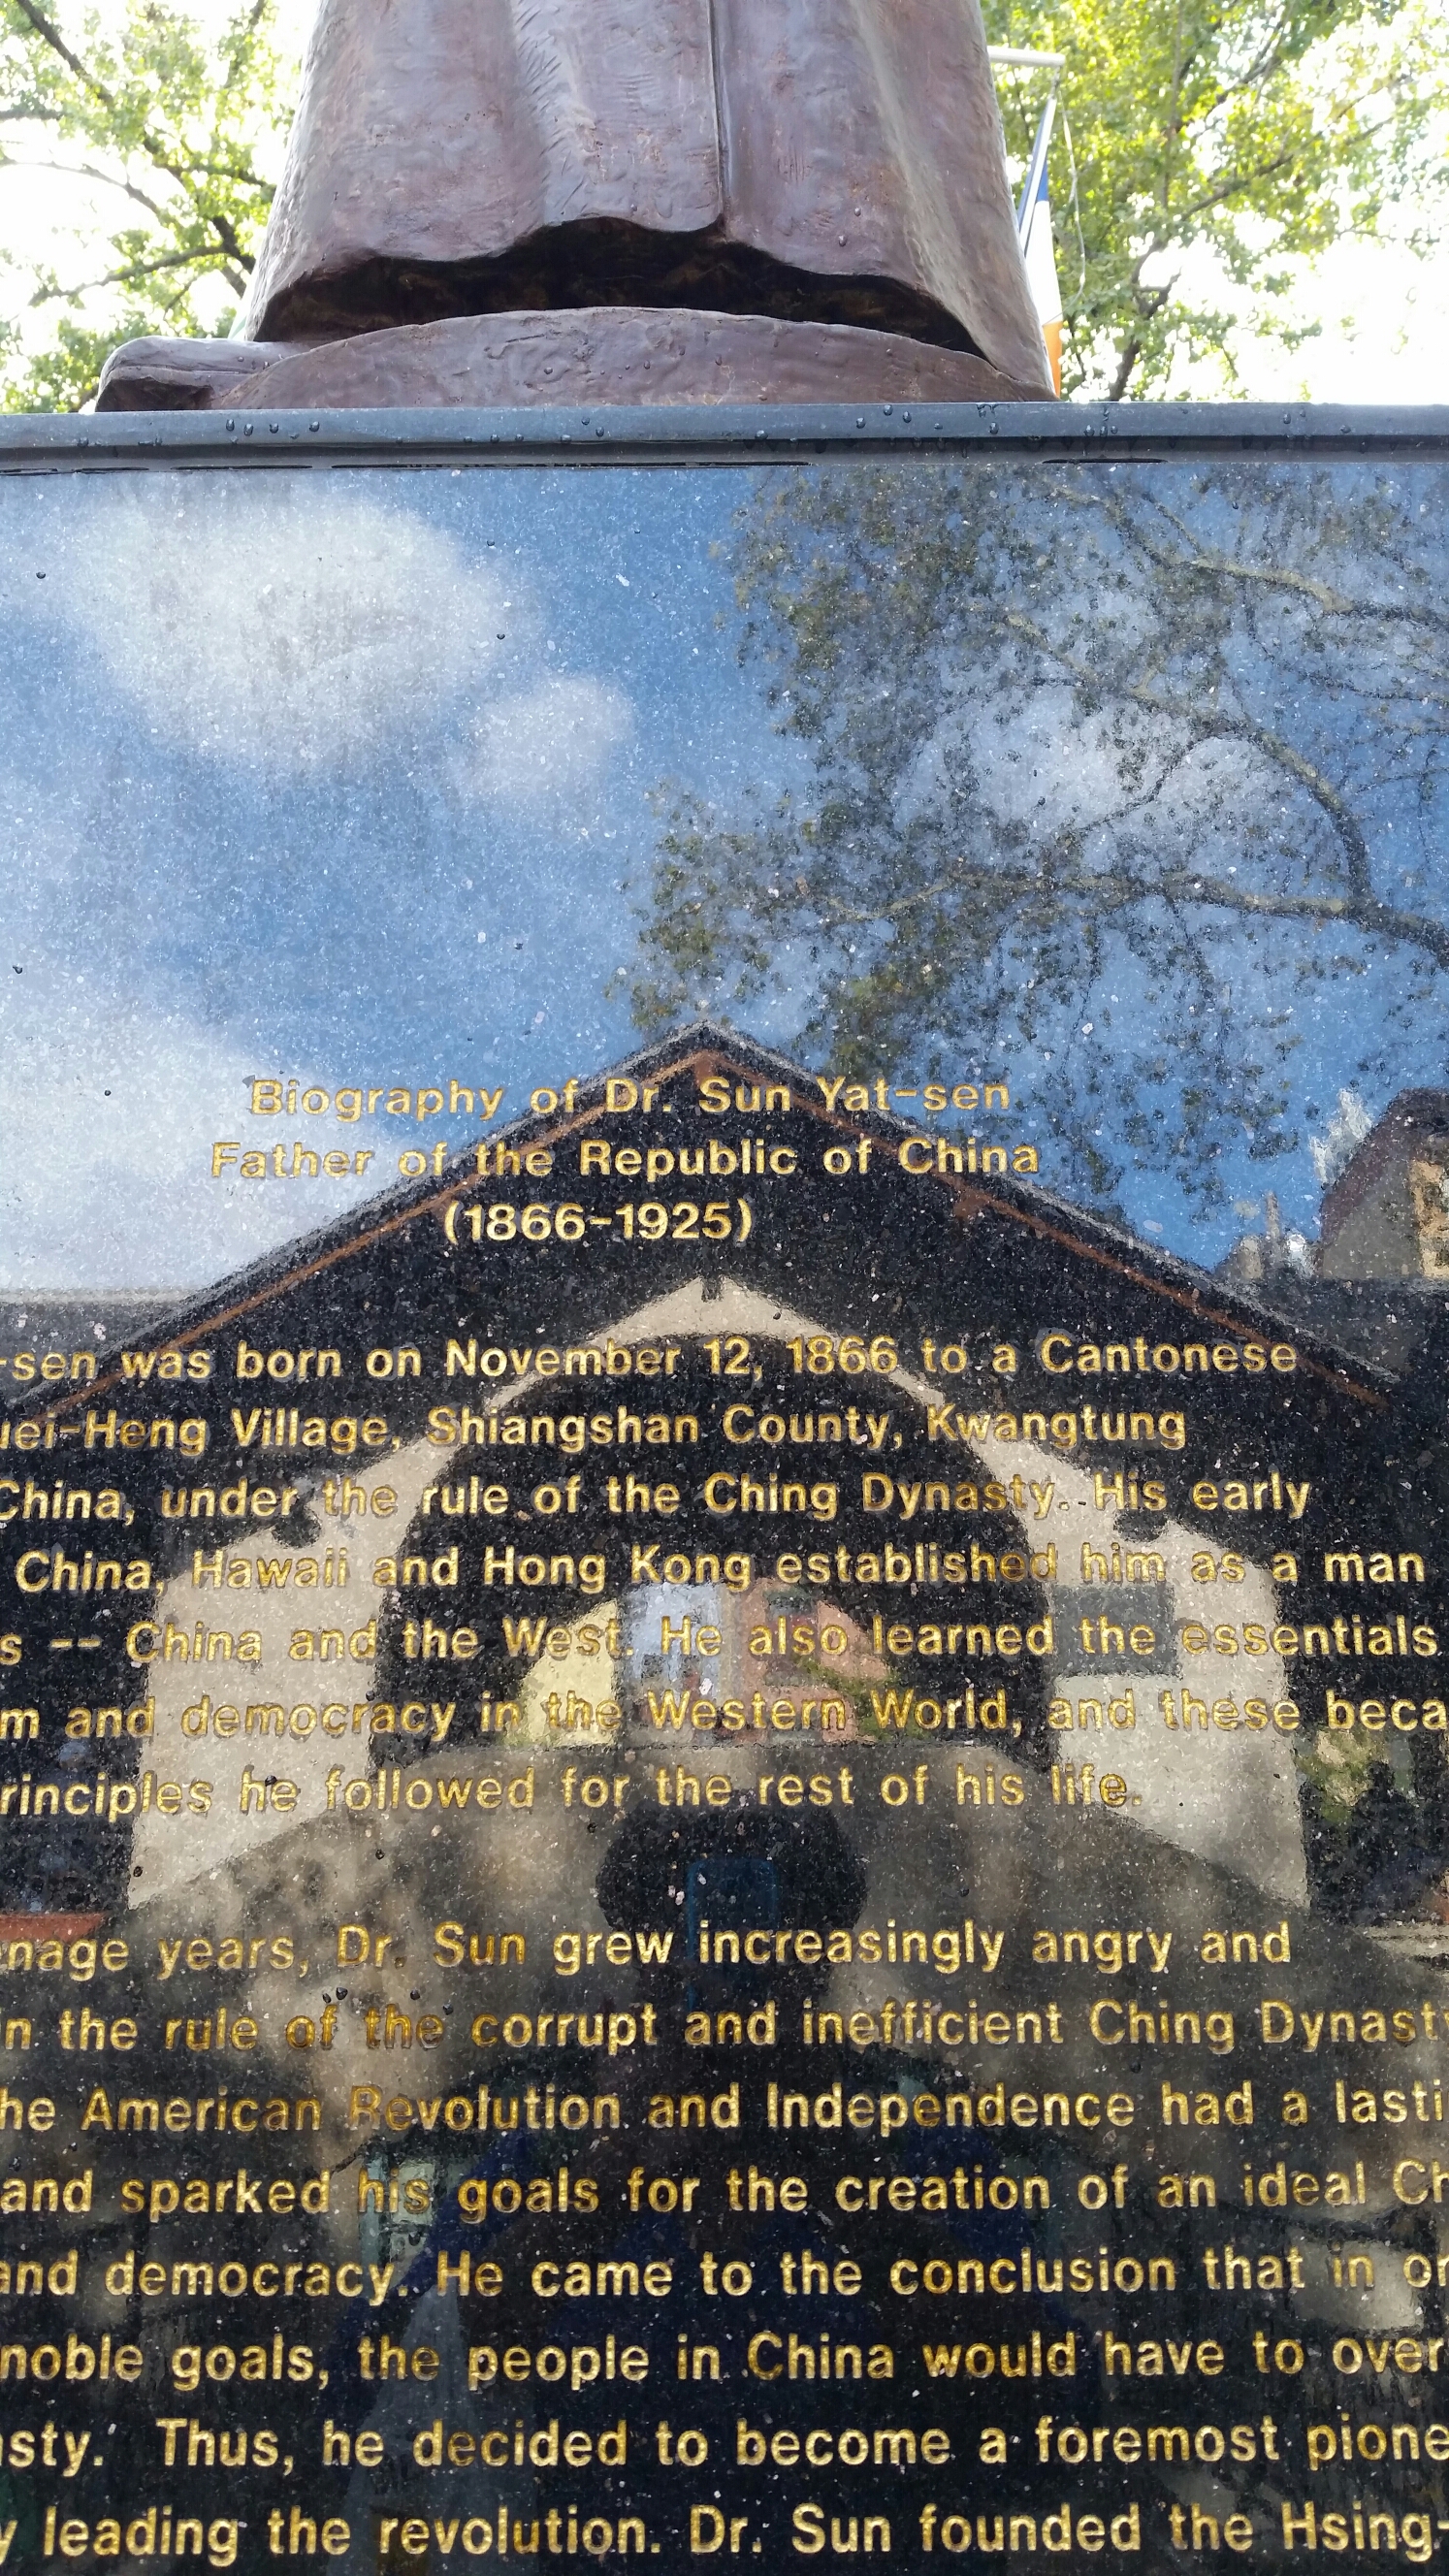 Biography of Dr. Sun Yat-sen
Father of the Republic of China
(1866-1925)
-sen was born on November 12, 1866 to a Cantonese
uei-Heng Village, Shiangshan County, Kwangtung
China, under the rule of the Ching Dynasty. His early
China, Hawaii and Hong Kong established him as a man
s -- China and the West. He also learned the essentials
m and democracy in the Western World, and these beca
rinciples he followed for the rest of his life.
nage years, Dr. Sun grew increasingly angry and
in the rule of the corrupt and inefficient Ching Dynast
he American Revolution and Independence had a lasti
and sparked his goals for the creation of an ideal Ch
and democracy. He came to the conclusion that in or
noble goals, the people in China would have to over
asty. Thus, he decided to become a foremost pione
y leading the revolution. Dr. Sun founded the Hsing-